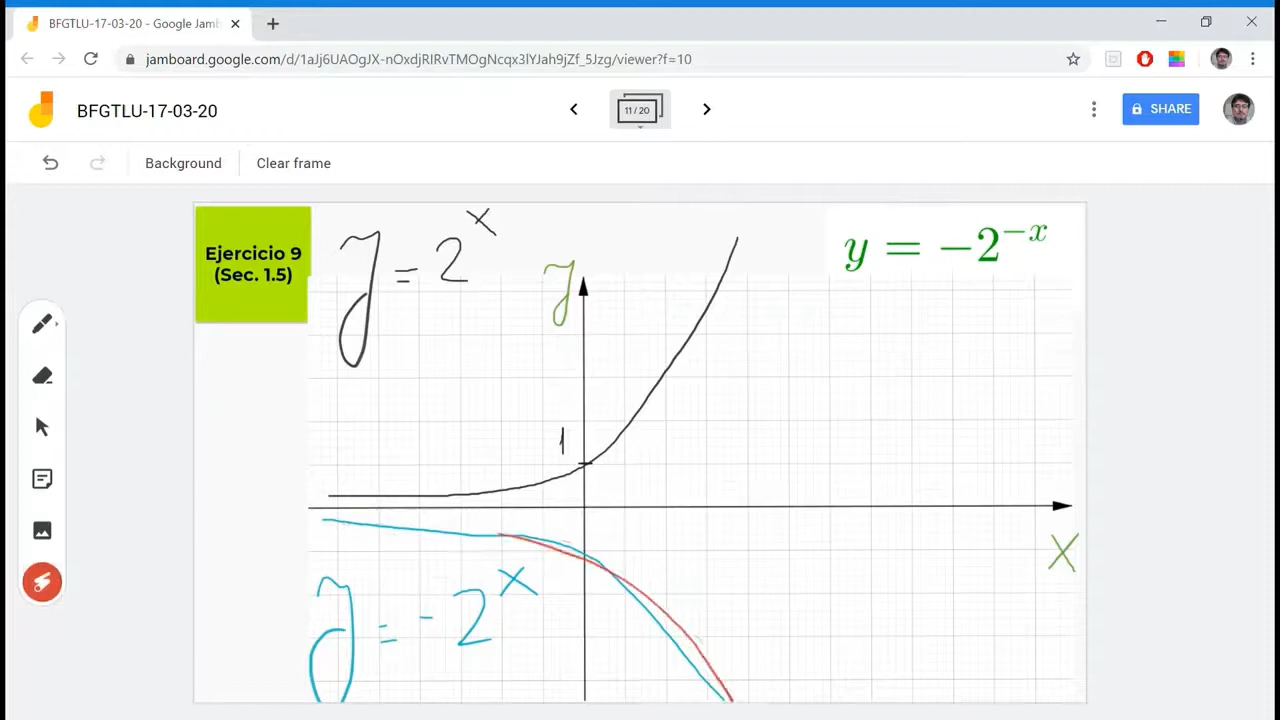 BFGTLU-17-03-20 - Google Jamb
jamboard.google.com/d/1aJj6UAOgJX-nOxdjRIRvTMOgNcqx3lYJah9jZf_5Jzg/viewer?f=10
BFGTLU-17-03-20
11 / 20
SHARE
Background
Clear frame
Ejercicio 9
(Sec. 1.5)
y = 2^x
y = −2^{−x}
y
1
x
y = -2^x